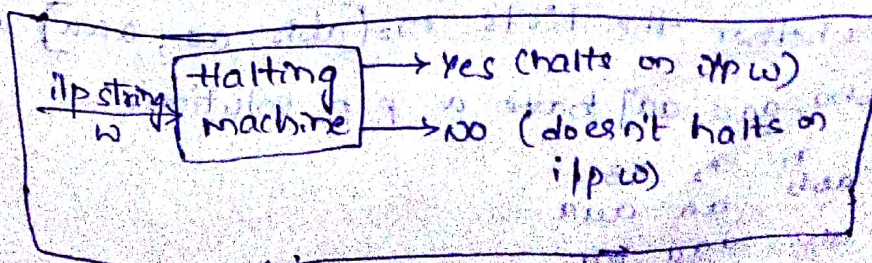 i/p string
w
Halting
machine
→ Yes (halts on i/p w)
→ NO (doesn't halts on
i/p w)